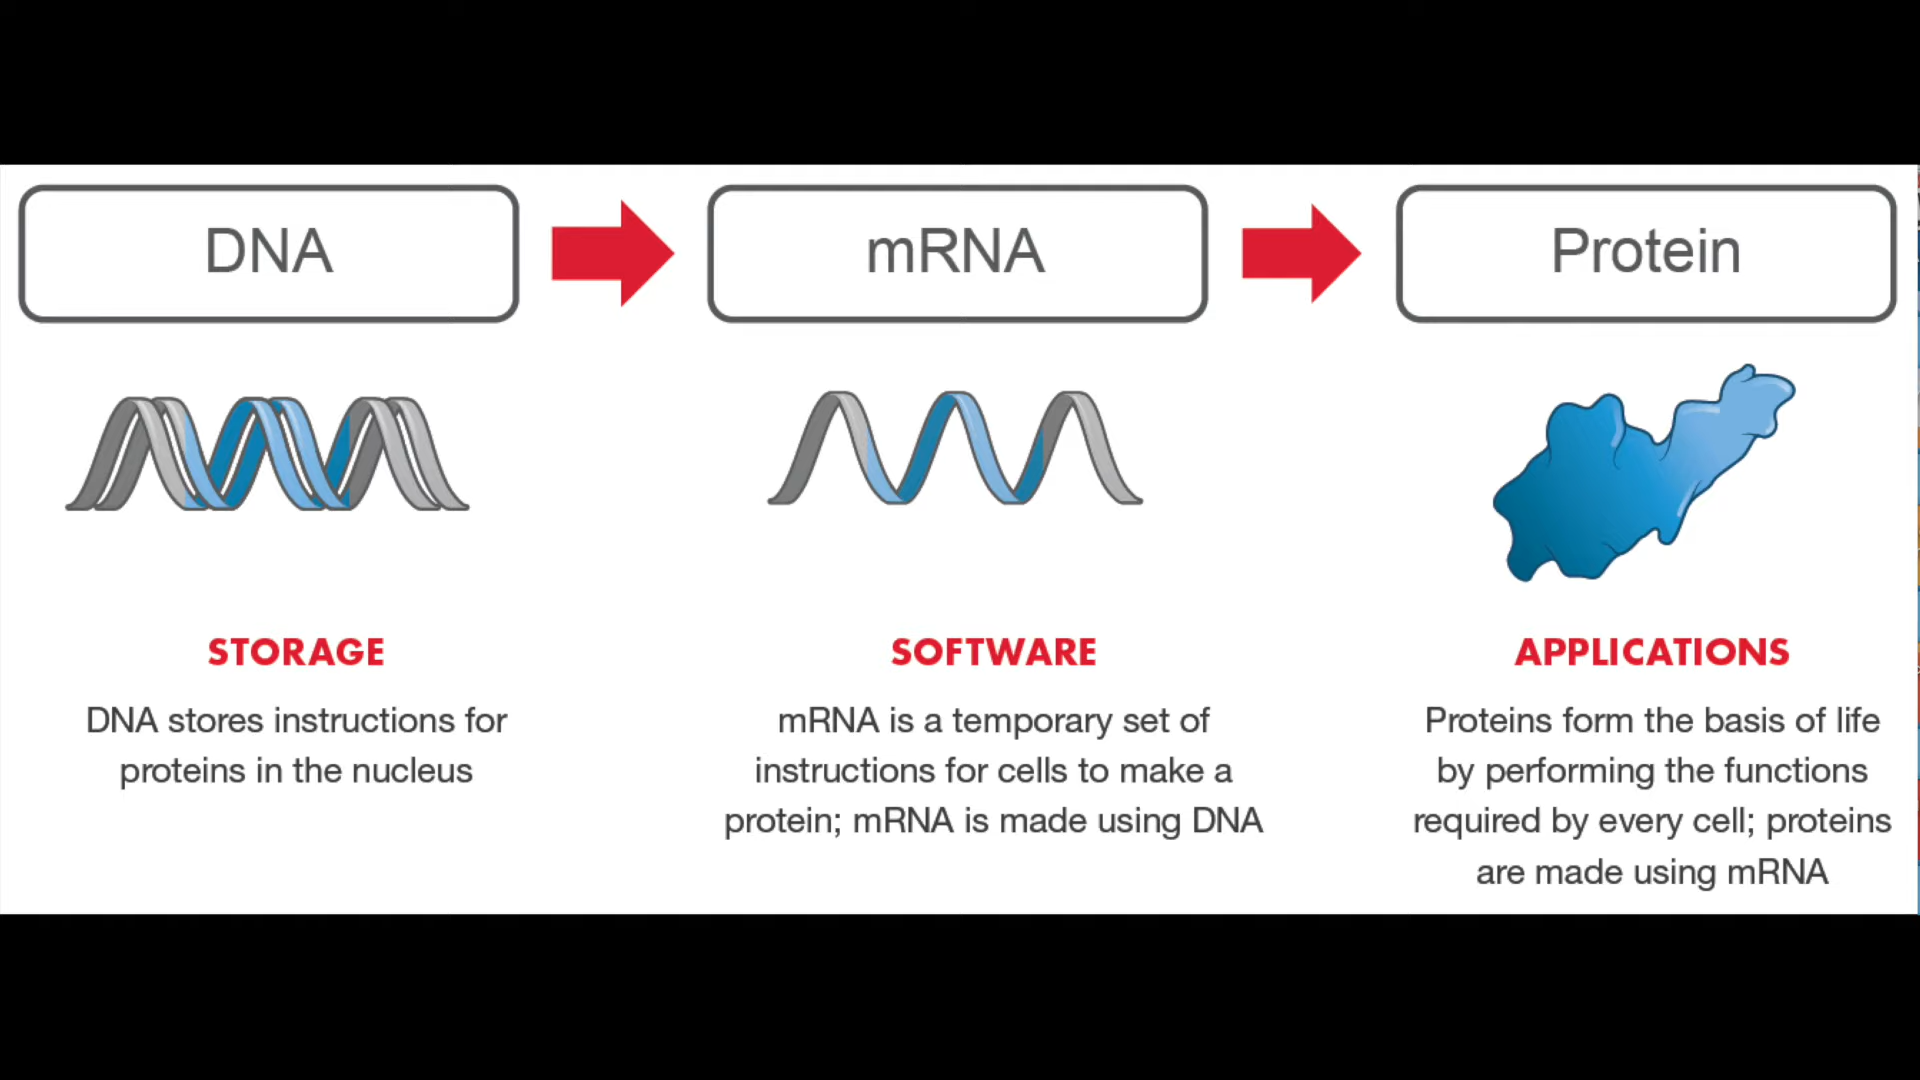 DNA
mRNA
Protein
STORAGE
DNA stores instructions for
proteins in the nucleus
SOFTWARE
mRNA is a temporary set of
instructions for cells to make a
protein; mRNA is made using DNA
APPLICATIONS
Proteins form the basis of life
by performing the functions
required by every cell; proteins
are made using mRNA